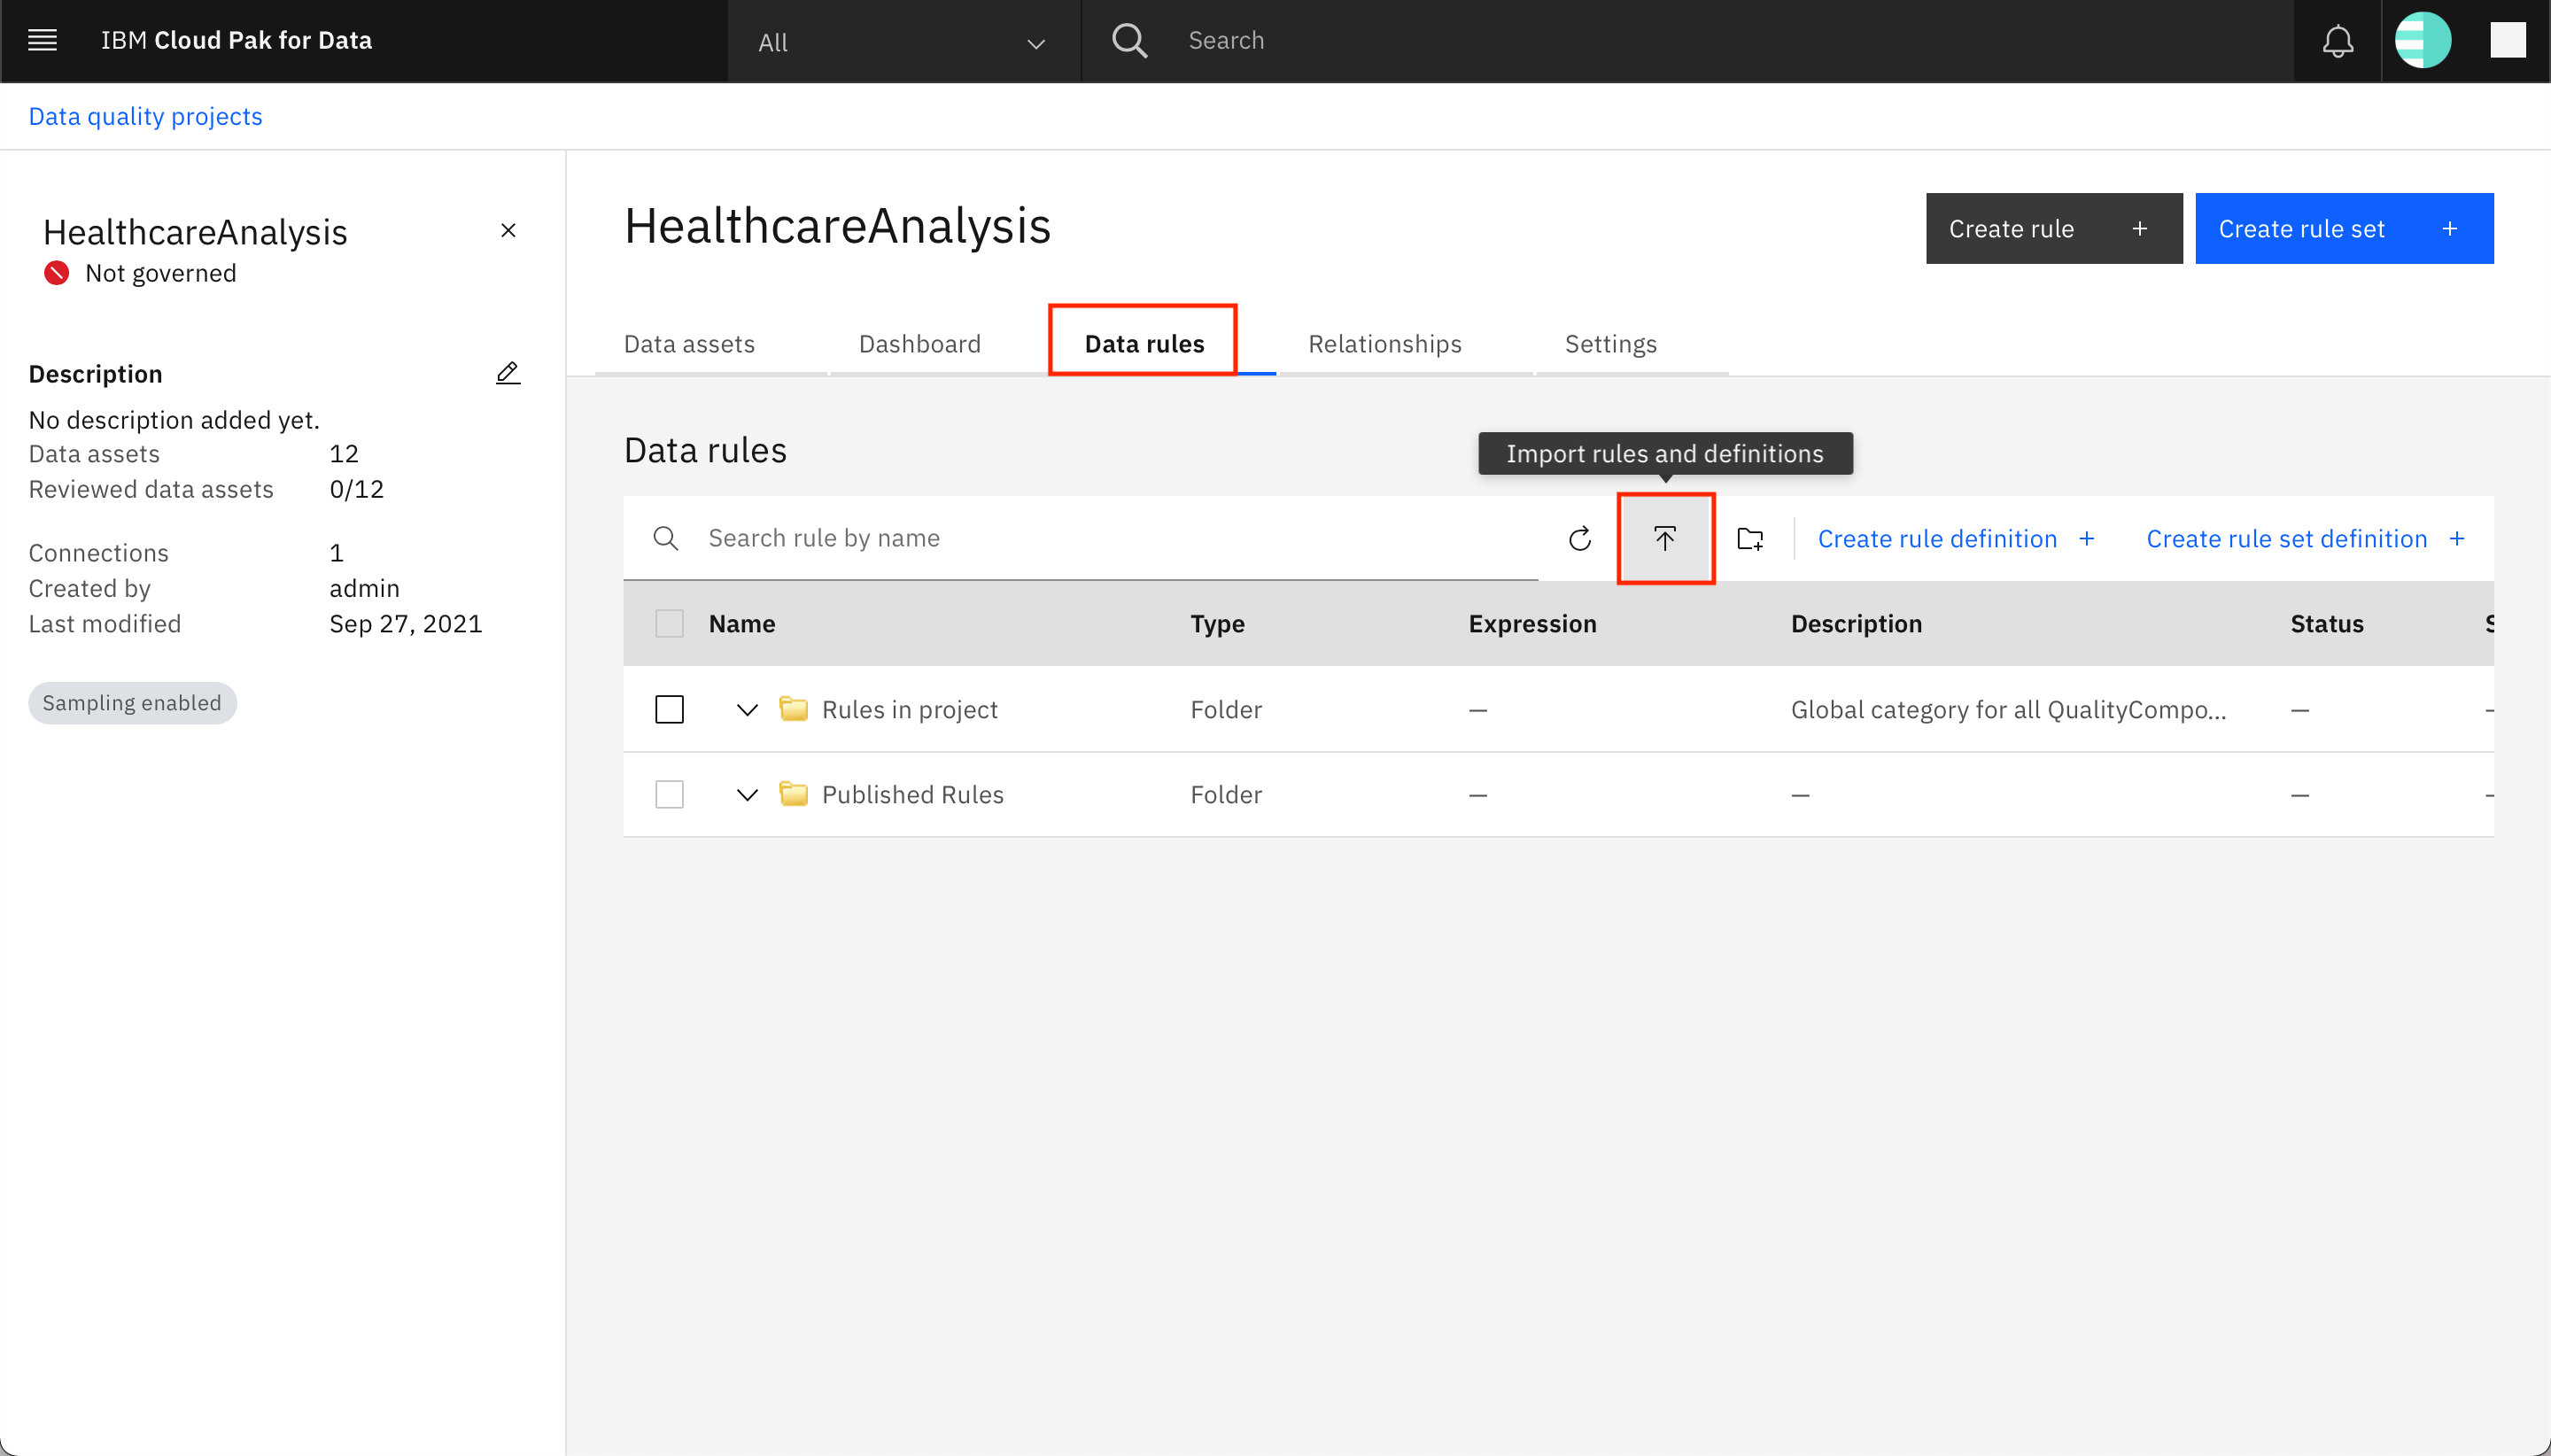 IBM Cloud Pak for Data
All
Search
Data quality projects
HealthcareAnalysis
Not governed
Description
No description added yet.
Data assets 12
Reviewed data assets 0/12
Connections 1
Created by admin
Last modified Sep 27, 2021
Sampling enabled
HealthcareAnalysis
Create rule +
Create rule set +
Data assets
Dashboard
Data rules
Relationships
Settings
Data rules
Import rules and definitions
Search rule by name
Create rule definition +
Create rule set definition +
Name Type Expression Description Status
Rules in project Folder — Global category for all QualityCompo... —
Published Rules Folder — — —